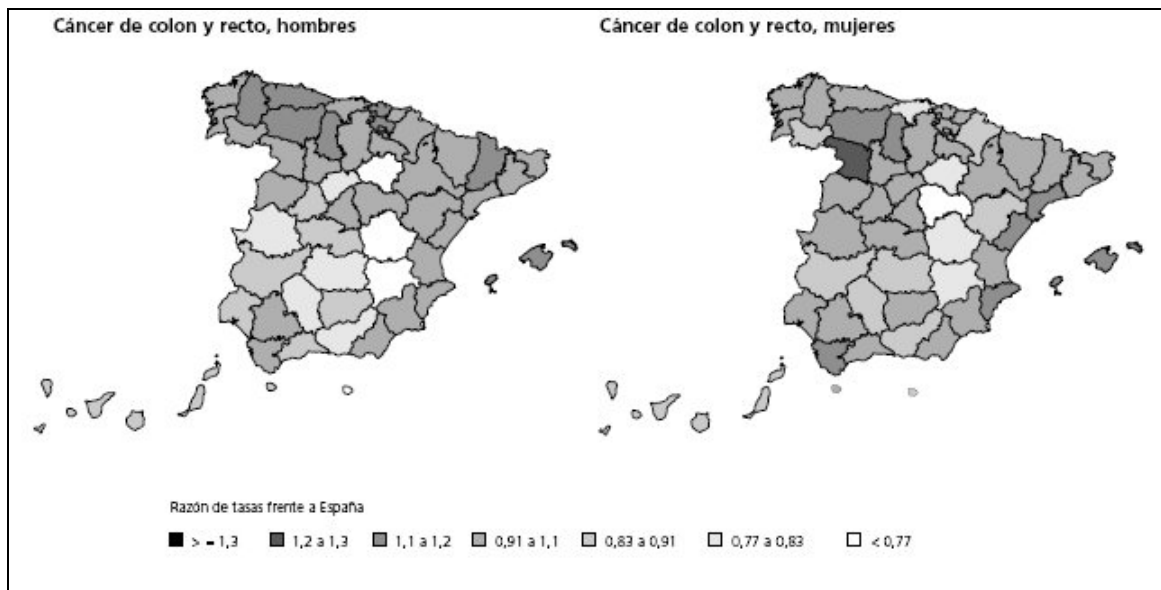 Cáncer de colon y recto, hombres
Cáncer de colon y recto, mujeres
Razón de tasas frente a España
> = 1,3 1,2 a 1,3 1,1 a 1,2 0,91 a 1,1 0,83 a 0,91 0,77 a 0,83 < 0,77